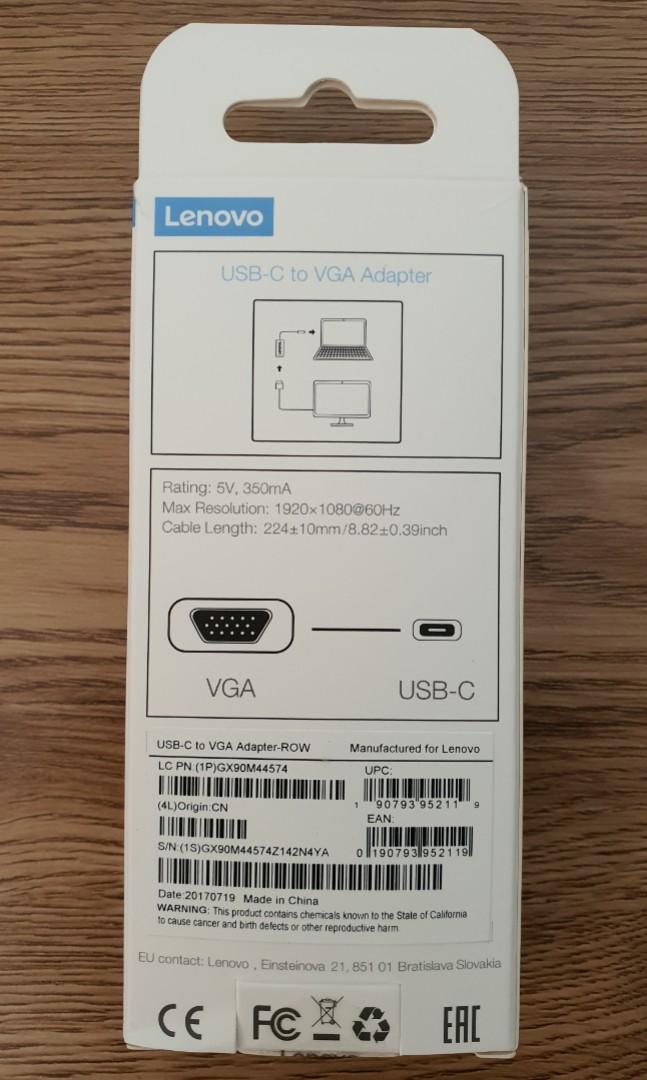 Lenovo
USB-C to VGA Adapter
Rating: 5V, 350mA
Max Resolution: 1920×1080@60Hz
Cable Length: 224±10mm/8.82±0.39inch
VGA
USB-C
USB-C to VGA Adapter-ROW Manufactured for Lenovo
LC PN:(1P)GX90M44574
UPC:
1 90793 95211 9
(4L)Origin:CN
EAN:
S/N:(1S)GX90M44574Z142N4YA
0 190793 952119
Date:20170719 Made in China
WARNING: This product contains chemicals known to the State of California
to cause cancer and birth defects or other reproductive harm.
EU contact: Lenovo , Einsteinova 21, 851 01 Bratislava Slovakia
CE FC EAC
Lenovo